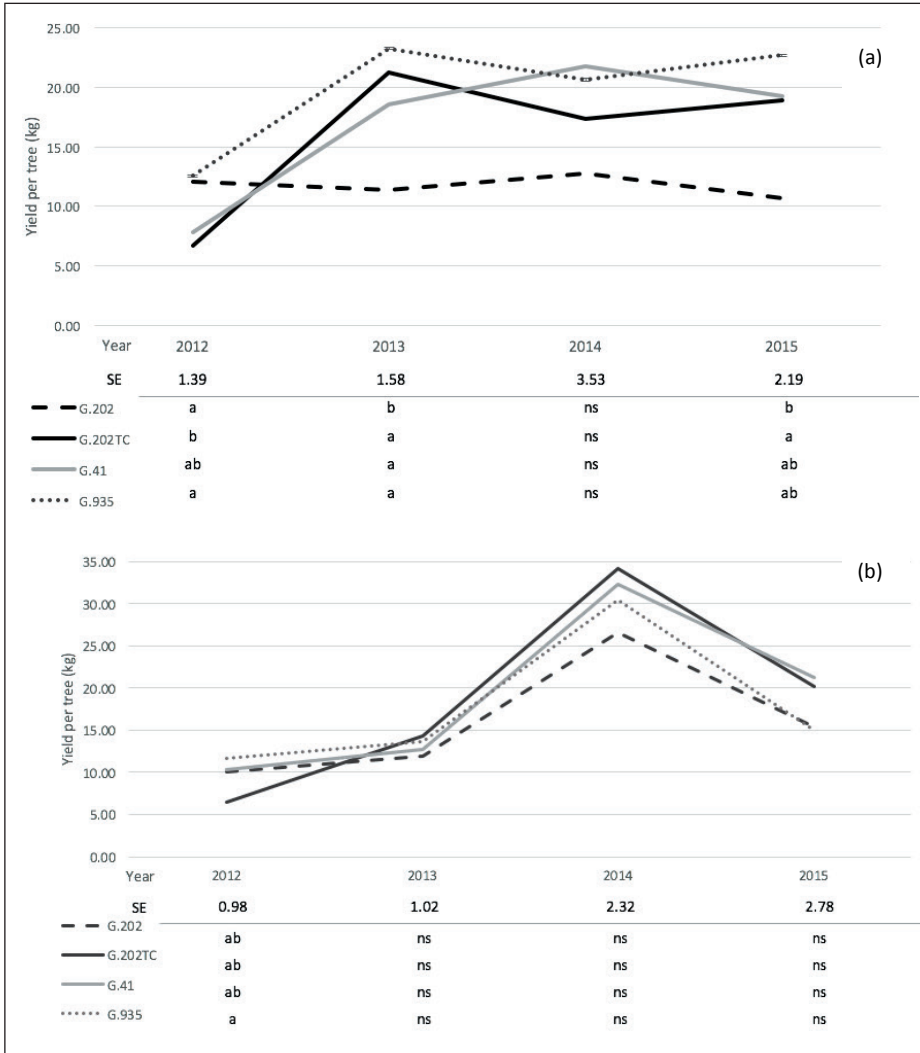 25.00
(a)
20.00
15.00
10.00
5.00
0.00
Yield per tree (kg)
Year 2012 2013 2014 2015
SE 1.39 1.58 3.53 2.19
G.202 a b ns b
G.202TC b a ns a
G.41 ab a ns ab
G.935 a a ns ab
35.00
(b)
30.00
25.00
20.00
15.00
10.00
5.00
0.00
Yield per tree (kg)
Year 2012 2013 2014 2015
SE 0.98 1.02 2.32 2.78
G.202 ab ns ns ns
G.202TC ab ns ns ns
G.41 ab ns ns ns
G.935 a ns ns ns